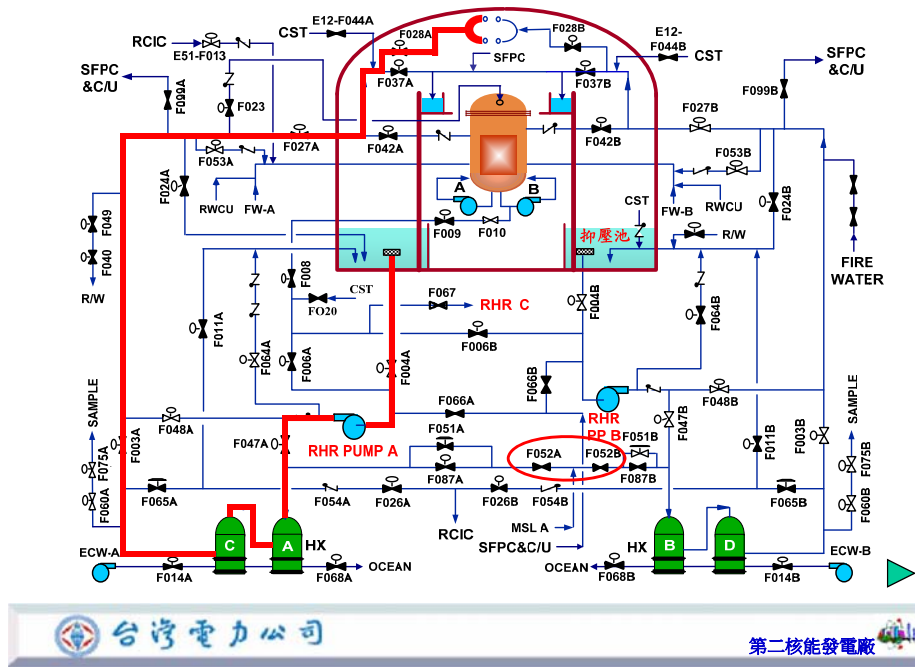 E12-F044A
CST
F028A
F028B
E12-
F044B
CST
RCIC
E51-F013
SFPC
SFPC
&C/U
SFPC
&C/U
F037A
F037B
F099A
F023
F099B
F027B
F027A
F042A
F042B
F053A
F053B
F024A
F024B
RWCU
FW-A
A
B
FW-B
RWCU
CST
F009
F010
抑壓池
R/W
F049
F040
R/W
FIRE
WATER
F008
CST
FO20
F067
RHR C
F004B
F064B
F011A
F064A
F006A
F004A
F006B
F066B
SAMPLE
F003A
F048A
F047A
RHR PUMP A
F066A
F051A
RHR
PP B
F047B
F048B
F051B
F011B
F003B
SAMPLE
F052A
F052B
F087A
F087B
F075A
F060A
F065A
F054A
F026A
F026B
F054B
F065B
F075B
F060B
RCIC
MSL A
SFPC&C/U
ECW-A
C
A
HX
HX
B
D
ECW-B
F014A
F068A
OCEAN
OCEAN
F068B
F014B
台灣電力公司
第二核能發電廠